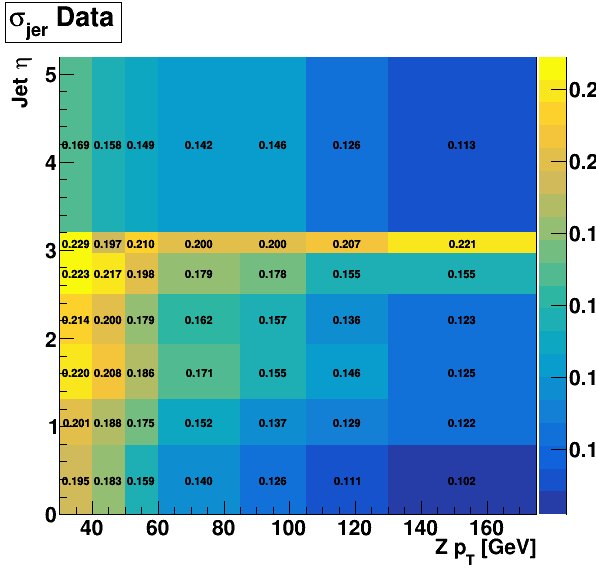 σjer Data
Jet η
5
4
3
2
1
0
0.169 0.158 0.149 0.142 0.146 0.126 0.113
0.229 0.197 0.210 0.200 0.200 0.207 0.221
0.223 0.217 0.198 0.179 0.178 0.155 0.155
0.214 0.200 0.179 0.162 0.157 0.136 0.123
0.220 0.208 0.186 0.171 0.155 0.146 0.125
0.201 0.188 0.175 0.152 0.137 0.129 0.122
0.195 0.183 0.159 0.140 0.126 0.111 0.102
40 60 80 100 120 140 160
Z pT [GeV]
0.2
0.2
0.1
0.1
0.1
0.1